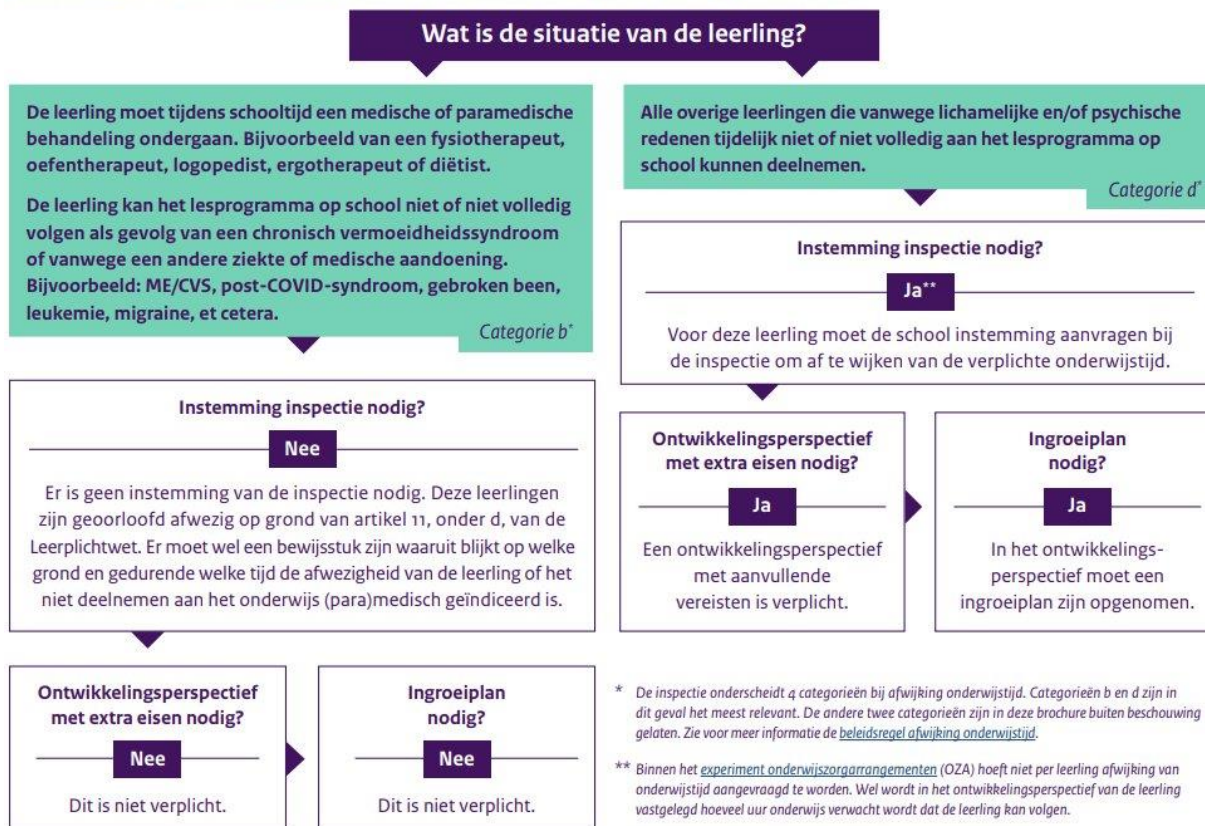 Wat is de situatie van de leerling?
De leerling moet tijdens schooltijd een medische of paramedische
behandeling ondergaan. Bijvoorbeeld van een fysiotherapeut,
oefentherapeut, logopedist, ergotherapeut of diëtist.
De leerling kan het lesprogramma op school niet of niet volledig
volgen als gevolg van een chronisch vermoeidheidssyndroom
of vanwege een andere ziekte of medische aandoening.
Bijvoorbeeld: ME/CVS, post-COVID-syndroom, gebroken been,
leukemie, migraine, et cetera.
Categorie b*
Instemming inspectie nodig?
Nee
Er is geen instemming van de inspectie nodig. Deze leerlingen
zijn geoorloofd afwezig op grond van artikel 11, onder d, van de
Leerplichtwet. Er moet wel een bewijsstuk zijn waaruit blijkt op welke
grond en gedurende welke tijd de afwezigheid van de leerling of het
niet deelnemen aan het onderwijs (para)medisch geïndiceerd is.
Ontwikkelingsperspectief
met extra eisen nodig?
Nee
Dit is niet verplicht.
Ingroeiplan
nodig?
Nee
Dit is niet verplicht.
Alle overige leerlingen die vanwege lichamelijke en/of psychische
redenen tijdelijk niet of niet volledig aan het lesprogramma op
school kunnen deelnemen.
Categorie d*
Instemming inspectie nodig?
Ja**
Voor deze leerling moet de school instemming aanvragen bij
de inspectie om af te wijken van de verplichte onderwijstijd.
Ontwikkelingsperspectief
met extra eisen nodig?
Ja
Een ontwikkelingsperspectief
met aanvullende
vereisten is verplicht.
Ingroeiplan
nodig?
Ja
In het ontwikkelings-
perspectief moet een
ingroeiplan zijn opgenomen.
* De inspectie onderscheidt 4 categorieën bij afwijking onderwijstijd. Categorieën b en d zijn in
dit geval het meest relevant. De andere twee categorieën zijn in deze brochure buiten beschouwing
gelaten. Zie voor meer informatie de beleidsregel afwijking onderwijstijd.
** Binnen het experiment onderwijszorgarrangementen (OZA) hoeft niet per leerling afwijking van
onderwijstijd aangevraagd te worden. Wel wordt in het ontwikkelingsperspectief van de leerling
vastgelegd hoeveel uur onderwijs verwacht wordt dat de leerling kan volgen.